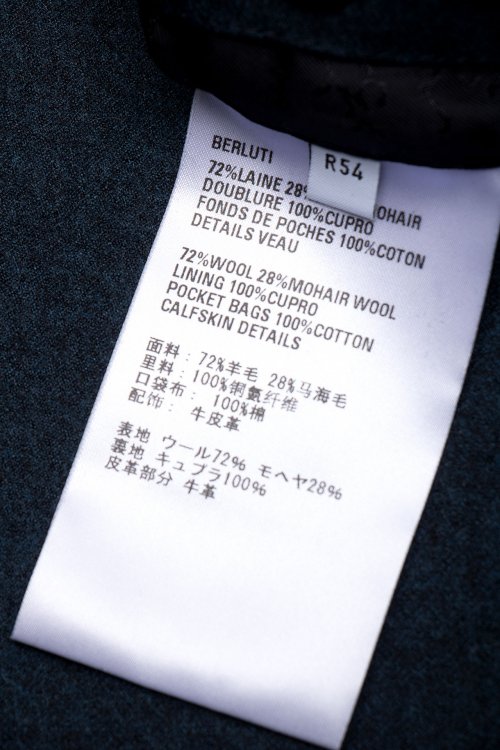 BERLUTI
R54
72%LAINE 28% MOHAIR
DOUBLURE 100%CUPRO
FONDS DE POCHES 100%COTON
DETAILS VEAU
72%WOOL 28%MOHAIR WOOL
LINING 100%CUPRO
POCKET BAGS 100%COTTON
CALFSKIN DETAILS
面料：72%羊毛 28%马海毛
里料：100%铜氨纤维
口袋布： 100%棉
配饰： 牛皮革
表地 ウール72% モヘヤ28%
裏地 キュプラ100%
皮革部分 牛革